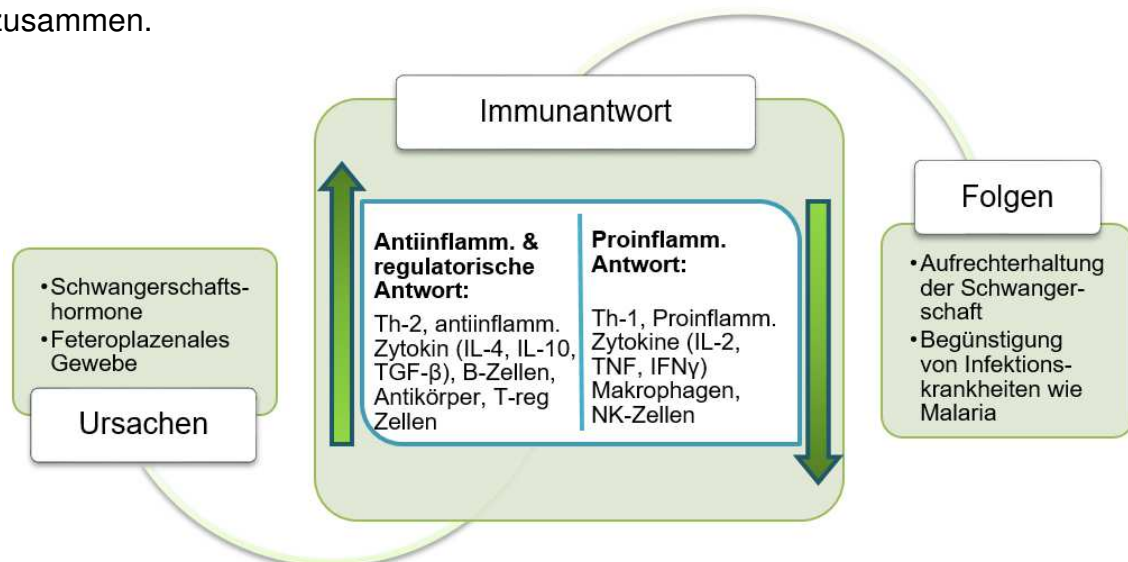 zusammen.
Immunantwort
Antiinflamm. &
regulatorische
Antwort:
Th-2, antiinflamm.
Zytokin (IL-4, IL-10,
TGF-β), B-Zellen,
Antikörper, T-reg
Zellen
Proinflamm.
Antwort:
Th-1, Proinflamm.
Zytokine (IL-2,
TNF, IFNγ)
Makrophagen,
NK-Zellen
•Schwangerschafts-
hormone
•Feteroplazenales
Gewebe
Ursachen
Folgen
•Aufrechterhaltung
der Schwanger-
schaft
•Begünstigung
von Infektions-
krankheiten wie
Malaria